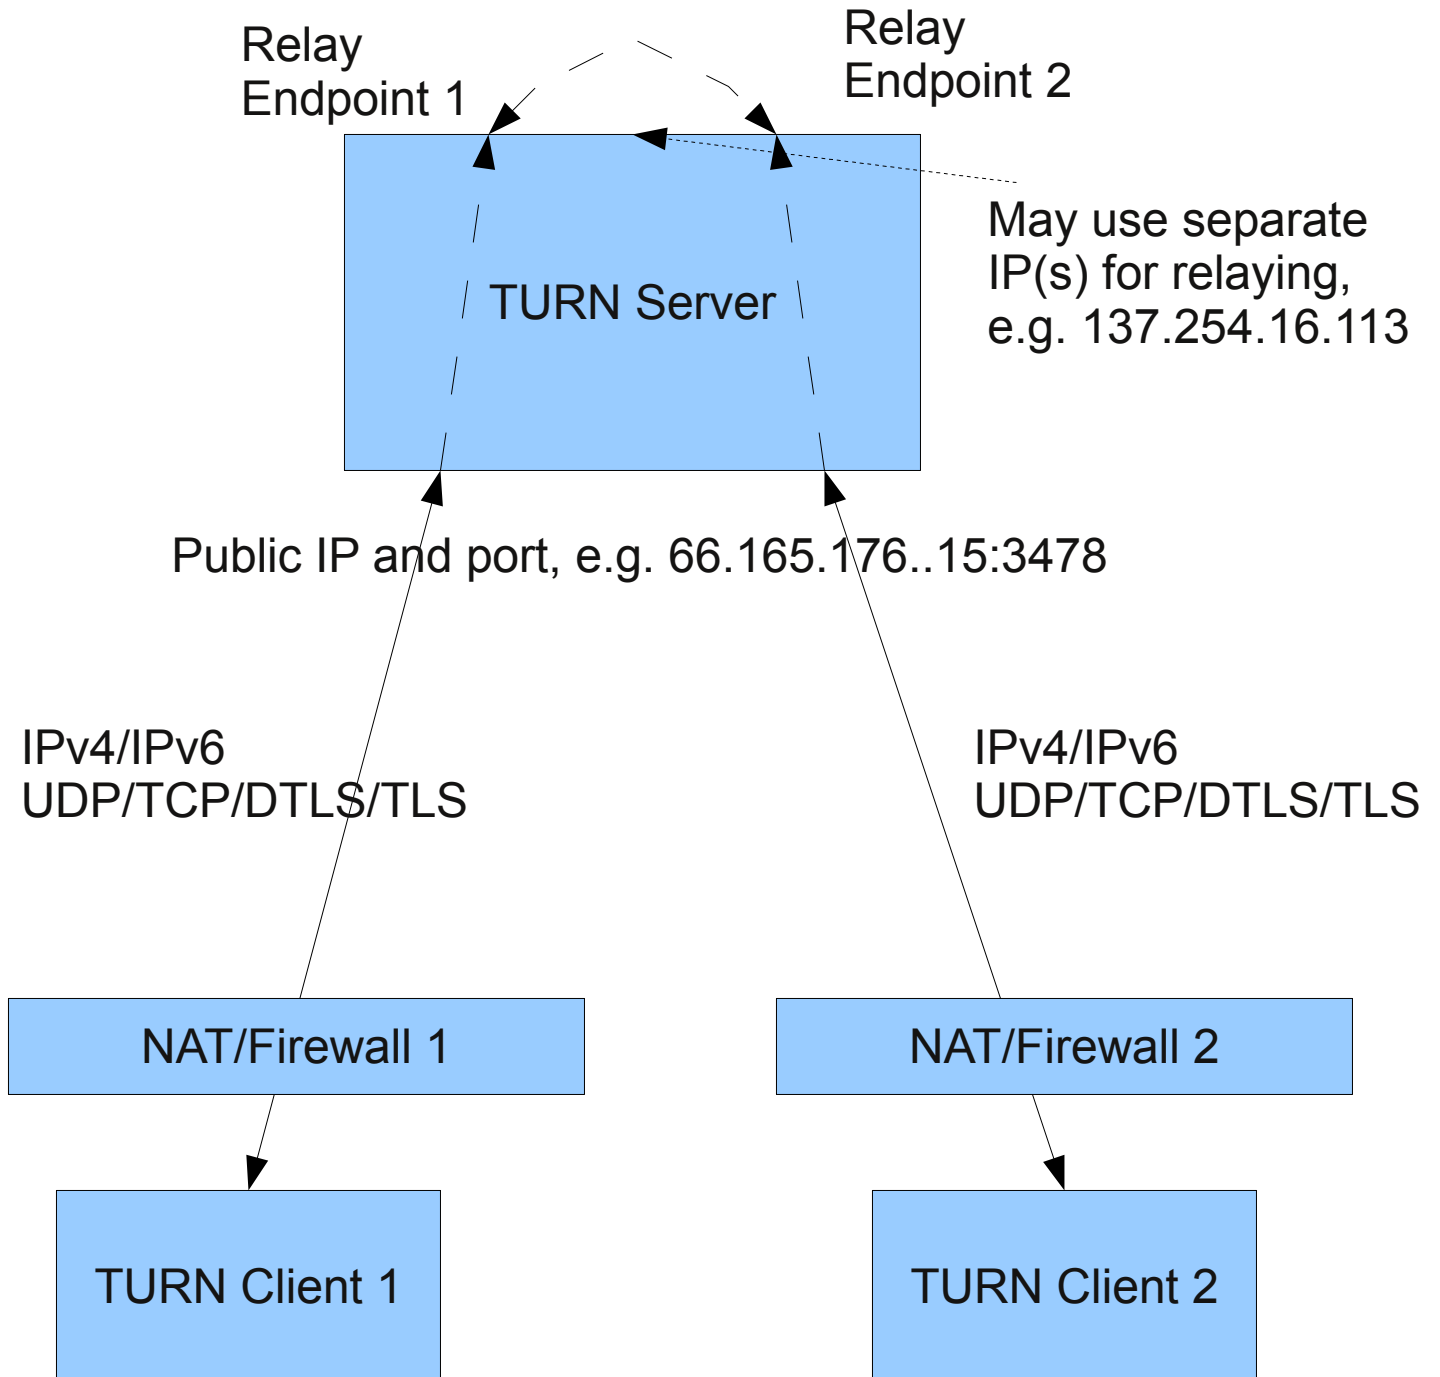 Relay
Endpoint 1
Relay
Endpoint 2
May use separate
IP(s) for relaying,
e.g. 137.254.16.113
TURN Server
Public IP and port, e.g. 66.165.176..15:3478
IPv4/IPv6
UDP/TCP/DTLS/TLS
IPv4/IPv6
UDP/TCP/DTLS/TLS
NAT/Firewall 1
NAT/Firewall 2
TURN Client 1
TURN Client 2